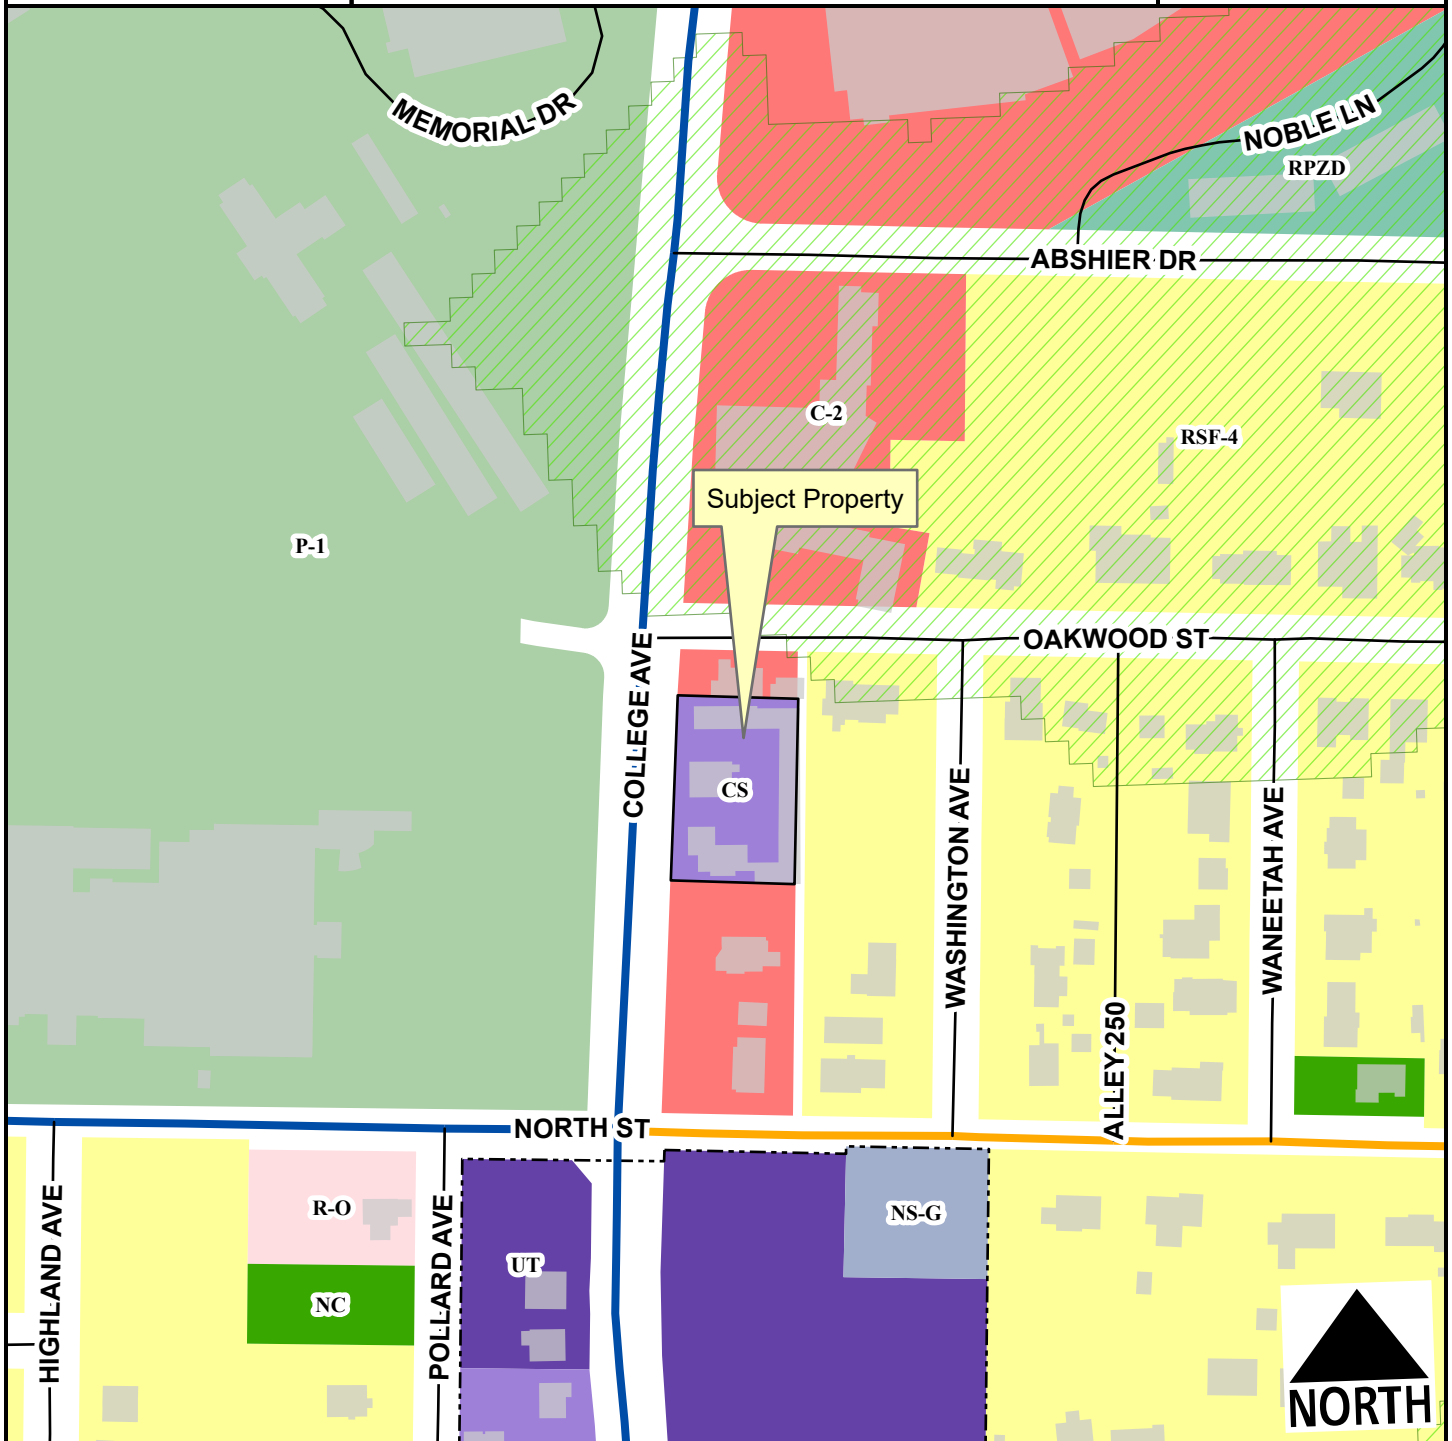 MEMORIAL DR
NOBLE LN
RPZD
ABSHIER DR
C-2
RSF-4
Subject Property
P-1
OAKWOOD ST
COLLEGE AVE
CS
WASHINGTON AVE
WANEETAH AVE
ALLEY 250
NORTH ST
HIGHLAND AVE
R-O
POLLARD AVE
NS-G
UT
NC
NORTH